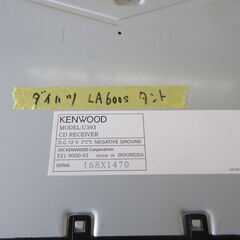 ダイハツ LA600s タント
KENWOOD
MODEL:U393
CD RECEIVER
DC 12 V ⎓ NEGATIVE GROUND
JVCKENWOOD Corporation
Y21-9000-01 MADE IN INDONESIA
SERIAL 168X1470